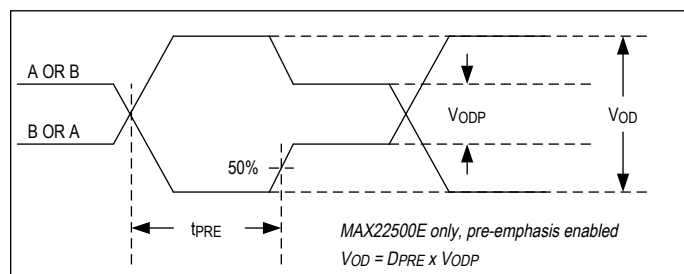 A OR B
B OR A
VODP
VOD
50%
tPRE
MAX22500E only, pre-emphasis enabled
VOD = DPRE x VODP